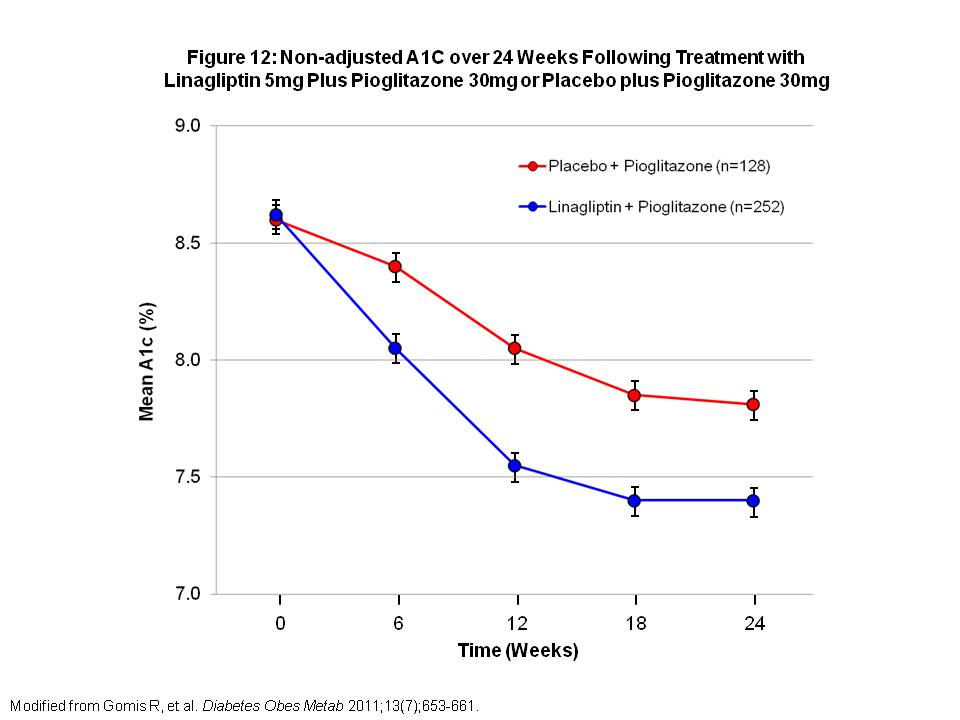 Figure 12: Non-adjusted A1C over 24 Weeks Following Treatment with
Linagliptin 5mg Plus Pioglitazone 30mg or Placebo plus Pioglitazone 30mg
9.0
Placebo + Pioglitazone (n=128)
Linagliptin + Pioglitazone (n=252)
8.5
8.0
7.5
7.0
Mean A1c (%)
0 6 12 18 24
Time (Weeks)
Modified from Gomis R, et al. Diabetes Obes Metab 2011;13(7);653-661.